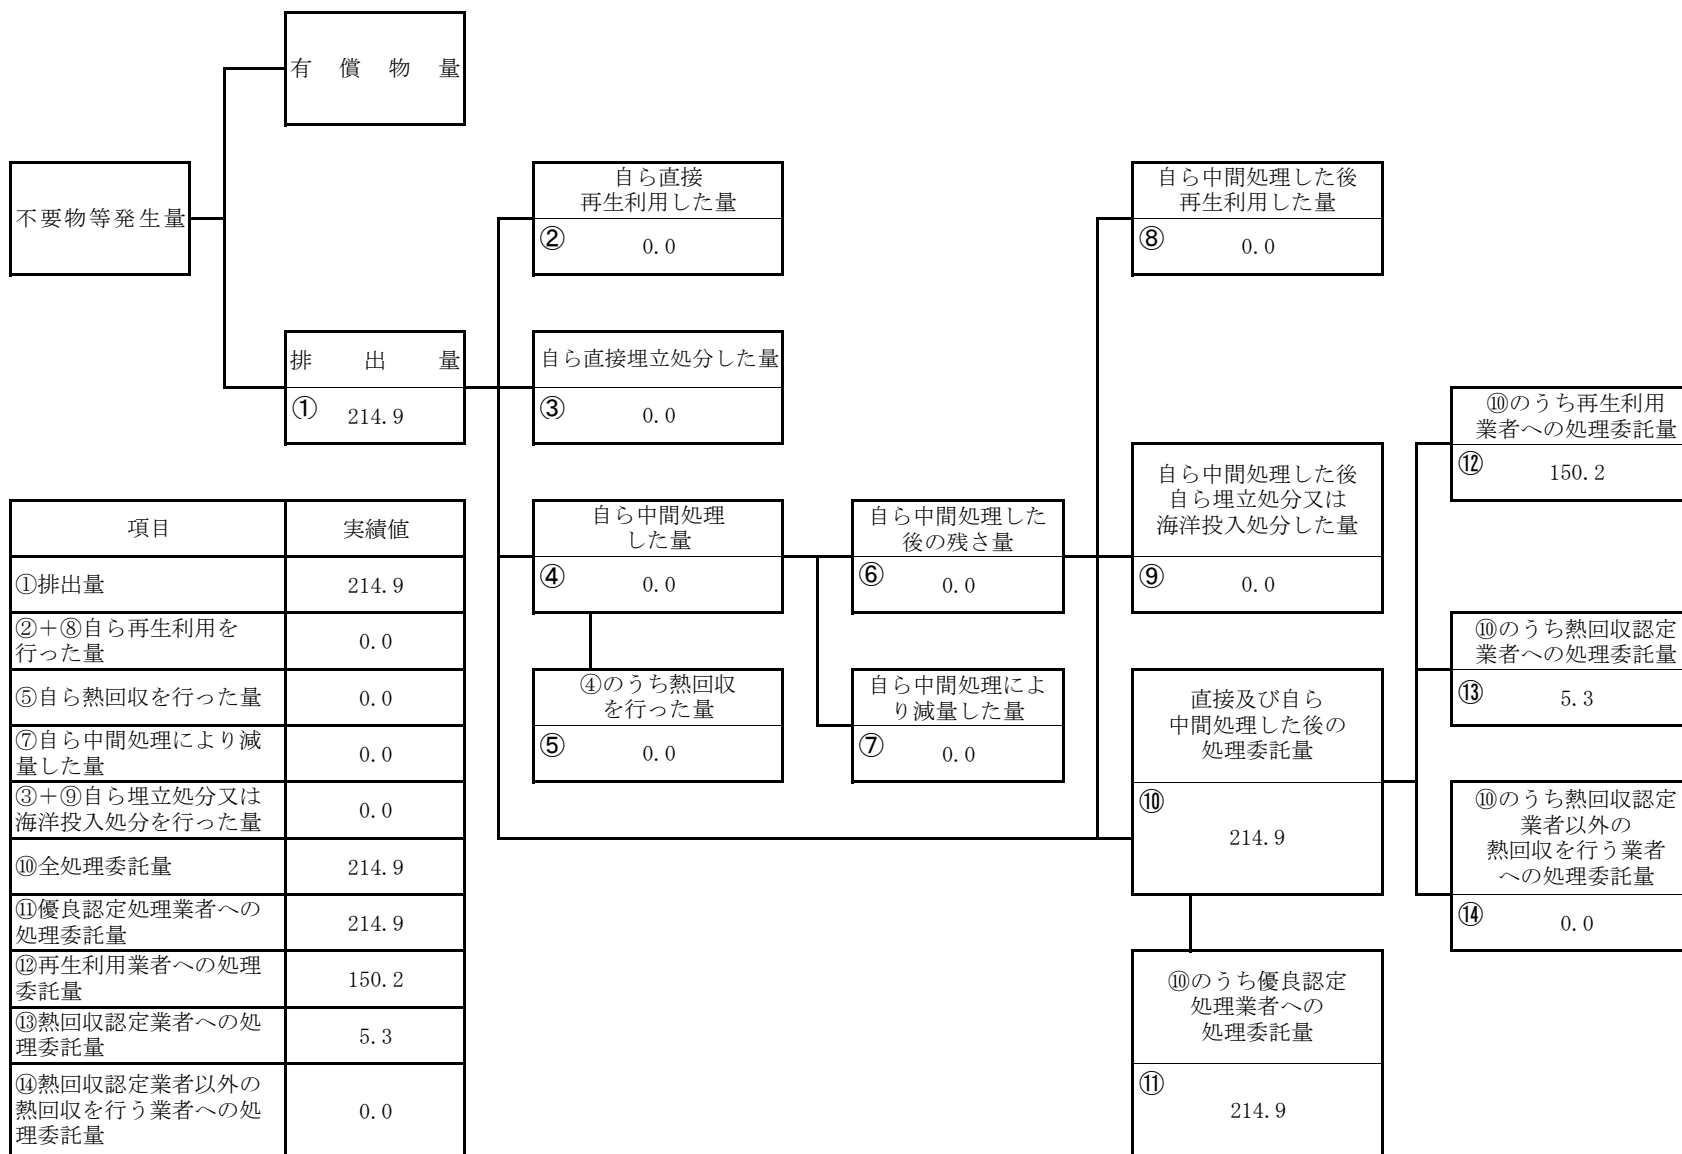 有償物量
不要物等発生量
排出量
① 214.9
自ら直接
再生利用した量
② 0.0
自ら直接埋立処分した量
③ 0.0
自ら中間処理
した量
④ 0.0
④のうち熱回収
を行った量
⑤ 0.0
自ら中間処理した
後の残さ量
⑥ 0.0
自ら中間処理によ
り減量した量
⑦ 0.0
自ら中間処理した後
再生利用した量
⑧ 0.0
自ら中間処理した後
自ら埋立処分又は
海洋投入処分した量
⑨ 0.0
直接及び自ら
中間処理した後の
処理委託量
⑩
214.9
⑩のうち優良認定
処理業者への
処理委託量
⑪
214.9
⑩のうち再生利用
業者への処理委託量
⑫ 150.2
⑩のうち熱回収認定
業者への処理委託量
⑬ 5.3
⑩のうち熱回収認定
業者以外の
熱回収を行う業者
への処理委託量
⑭ 0.0
項目 実績値
①排出量 214.9
②+⑧自ら再生利用を
行った量 0.0
⑤自ら熱回収を行った量 0.0
⑦自ら中間処理により減
量した量 0.0
③+⑨自ら埋立処分又は
海洋投入処分を行った量 0.0
⑩全処理委託量 214.9
⑪優良認定処理業者への
処理委託量 214.9
⑫再生利用業者への処理
委託量 150.2
⑬熱回収認定業者への処
理委託量 5.3
⑭熱回収認定業者以外の
熱回収を行う業者への処
理委託量 0.0